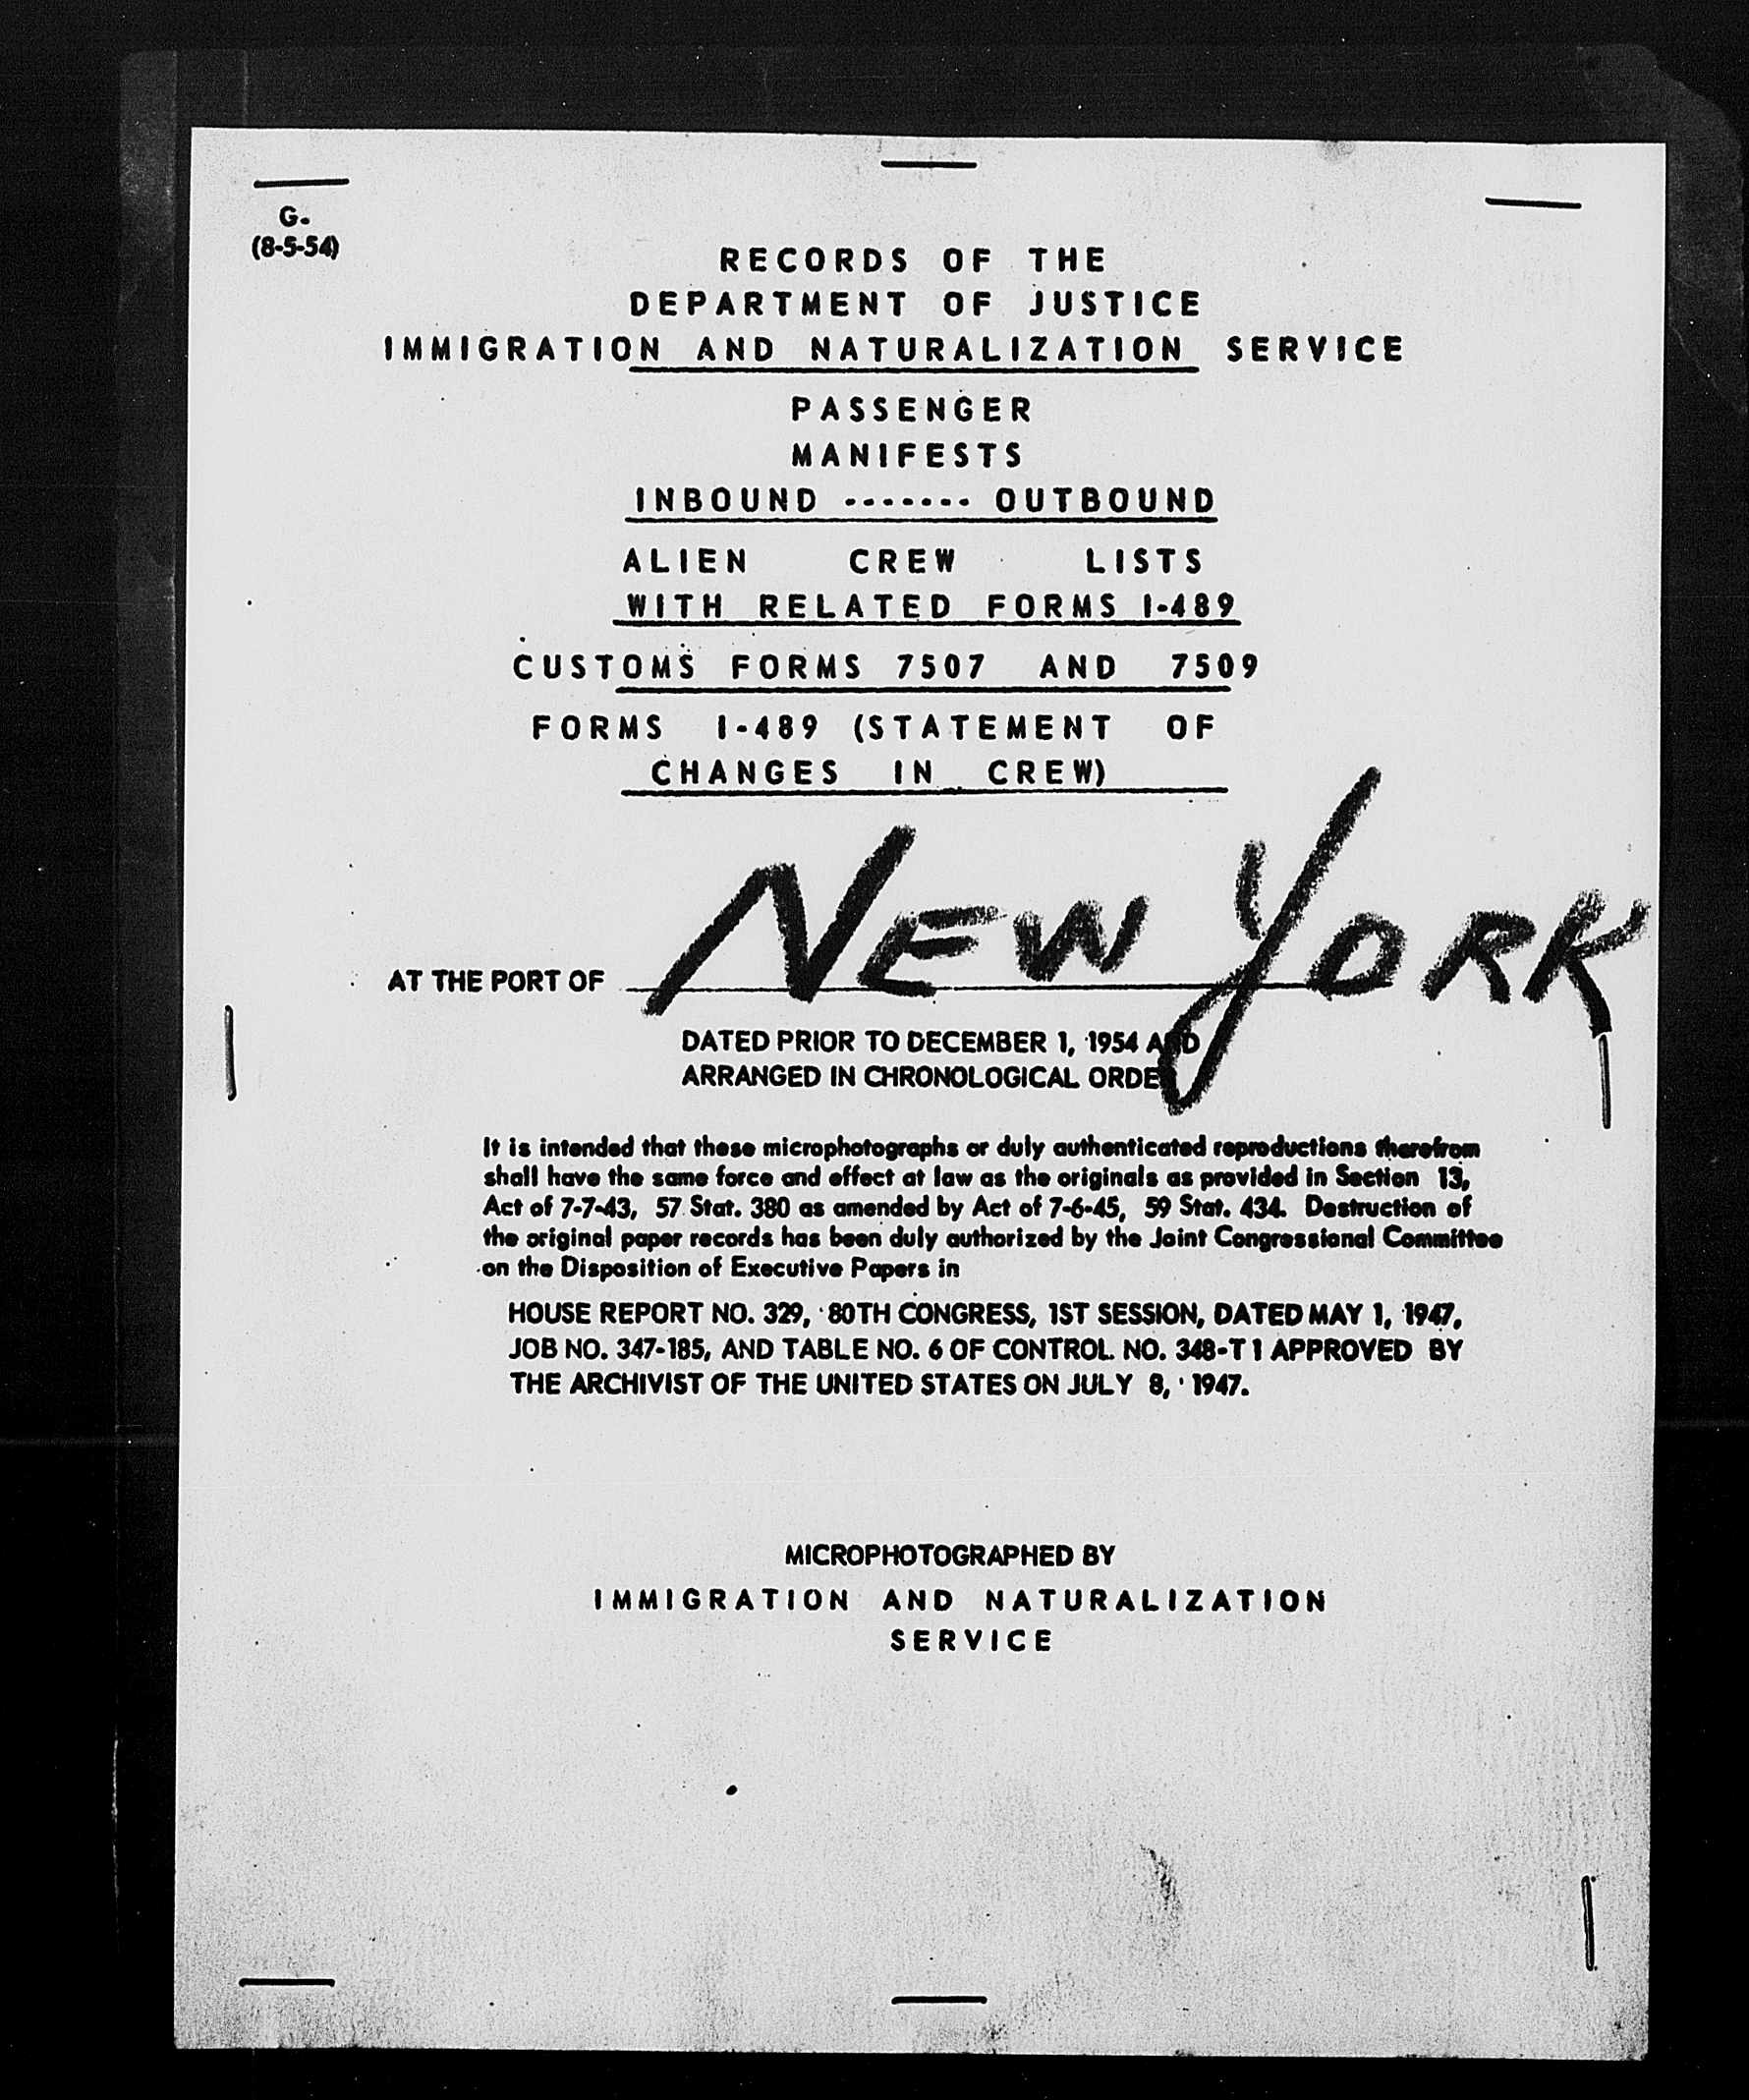 G.
(8-5-54)
RECORDS OF THE
DEPARTMENT OF JUSTICE
IMMIGRATION AND NATURALIZATION SERVICE
PASSENGER
MANIFESTS
INBOUND ------- OUTBOUND
ALIEN CREW LISTS
WITH RELATED FORMS I-489
CUSTOMS FORMS 7507 AND 7509
FORMS I-489 (STATEMENT OF
CHANGES IN CREW)
AT THE PORT OF NEW YORK
DATED PRIOR TO DECEMBER 1, 1954 AND
ARRANGED IN CHRONOLOGICAL ORDER
It is intended that these microphotographs or duly authenticated reproductions therefrom
shall have the same force and effect at law as the originals as provided in Section 13,
Act of 7-7-43, 57 Stat. 380 as amended by Act of 7-6-45, 59 Stat. 434. Destruction of
the original paper records has been duly authorized by the Joint Congressional Committee
on the Disposition of Executive Papers in
HOUSE REPORT NO. 329, 80TH CONGRESS, 1ST SESSION, DATED MAY 1, 1947,
JOB NO. 347-185, AND TABLE NO. 6 OF CONTROL NO. 348-T1 APPROVED BY
THE ARCHIVIST OF THE UNITED STATES ON JULY 8, 1947.
MICROPHOTOGRAPHED BY
IMMIGRATION AND NATURALIZATION
SERVICE